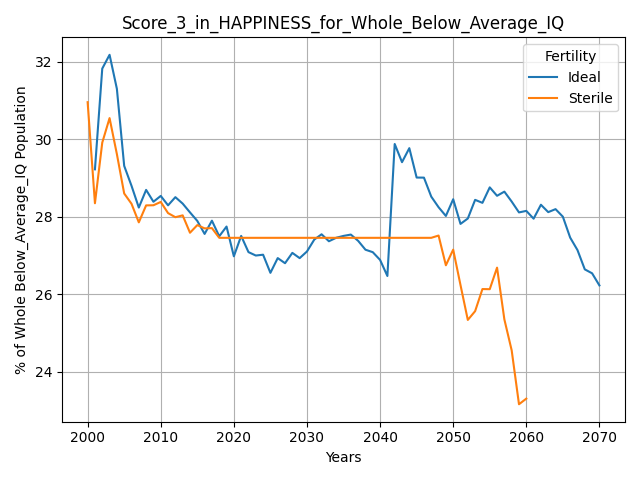 Score_3_in_HAPPINESS_for_Whole_Below_Average_IQ
% of Whole Below_Average_IQ Population
32
30
28
26
24
Fertility
Ideal
Sterile
2000 2010 2020 2030 2040 2050 2060 2070
Years